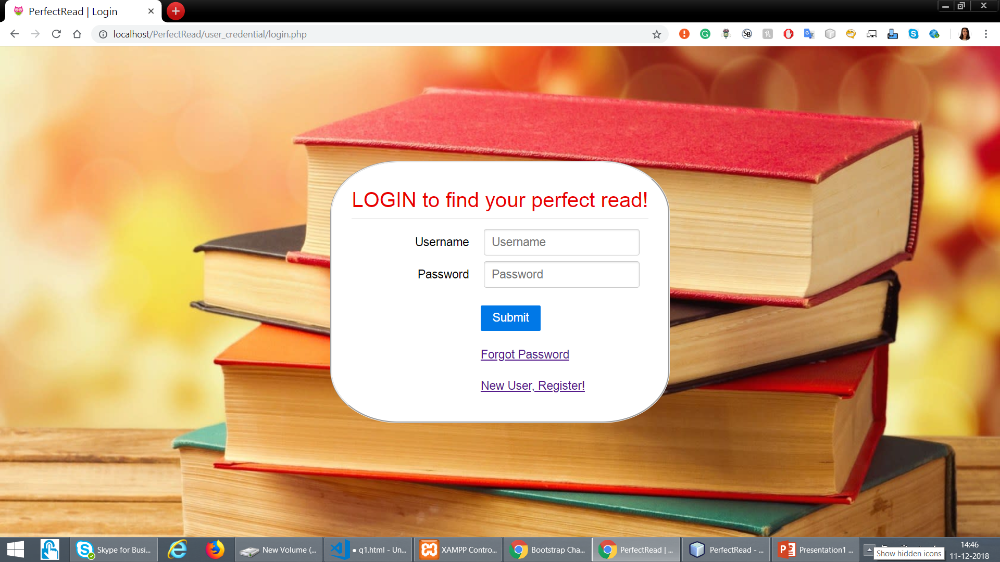 PerfectRead | Login
localhost/PerfectRead/user_credential/login.php
LOGIN to find your perfect read!
Username
Username
Password
Password
Submit
Forgot Password
New User, Register!
Skype for Busi...
New Volume (...
● q1.html - Un...
XAMPP Contro...
Bootstrap Cha...
PerfectRead | ...
PerfectRead - ...
Presentation1 ...
Show hidden icons
14:46
11-12-2018